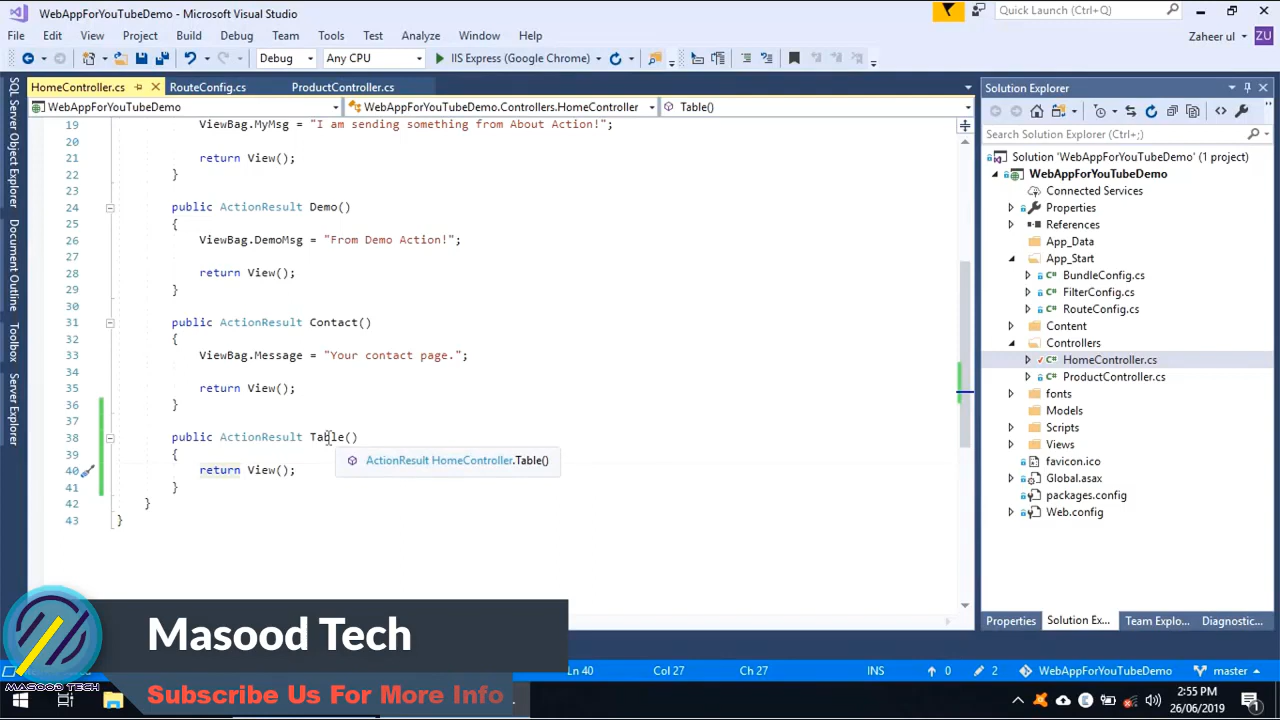 WebAppForYouTubeDemo - Microsoft Visual Studio
Quick Launch (Ctrl+;)
File Edit View Project Build Debug Team Tools Test Analyze Window Help
Zaheer ul ZU
Debug Any CPU IIS Express (Google Chrome)
HomeController.cs RouteConfig.cs ProductController.cs
WebAppForYouTubeDemo WebAppForYouTubeDemo.Controllers.HomeController Table()
SQL Server Object Explorer
Document Outline
Toolbox
Server Explorer
19 ViewBag.MyMsg = "I am sending something from About Action!";
20
21 return View();
22 }
23
24 public ActionResult Demo()
25 {
26 ViewBag.DemoMsg = "From Demo Action!";
27
28 return View();
29 }
30
31 public ActionResult Contact()
32 {
33 ViewBag.Message = "Your contact page.";
34
35 return View();
36 }
37
38 public ActionResult Table()
39 {
ActionResult HomeController.Table()
40 return View();
41 }
42 }
43 }
Solution Explorer
Search Solution Explorer (Ctrl+;)
Solution 'WebAppForYouTubeDemo' (1 project)
WebAppForYouTubeDemo
Connected Services
Properties
References
App_Data
App_Start
BundleConfig.cs
FilterConfig.cs
RouteConfig.cs
Content
Controllers
HomeController.cs
ProductController.cs
fonts
Models
Scripts
Views
favicon.ico
Global.asax
packages.config
Web.config
Properties Solution Ex... Team Explo... Diagnostic...
Masood Tech
MASOOD TECH
Subscribe Us For More Info
Ln 40 Col 27 Ch 27 INS 0 2 WebAppForYouTubeDemo master
2:55 PM
26/06/2019
1